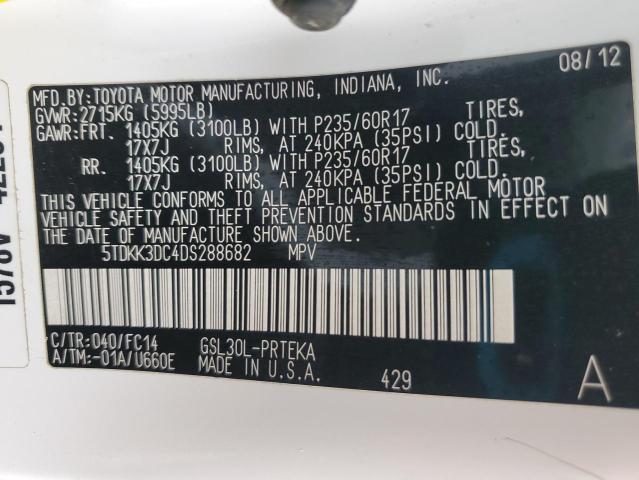 08/12
MFD.BY:TOYOTA MOTOR MANUFACTURING, INDIANA, INC.
GVWR:2715KG (5995LB)
GAWR:FRT. 1405KG (3100LB) WITH P235/60R17 TIRES,
17X7J RIMS, AT 240KPA (35PSI) COLD.
RR. 1405KG (3100LB) WITH P235/60R17 TIRES,
17X7J RIMS, AT 240KPA (35PSI) COLD.
THIS VEHICLE CONFORMS TO ALL APPLICABLE FEDERAL MOTOR
VEHICLE SAFETY AND THEFT PREVENTION STANDARDS IN EFFECT ON
THE DATE OF MANUFACTURE SHOWN ABOVE.
5TDKK3DC4DS288682 MPV
C/TR:040/FC14 GSL30L-PRTEKA
A/TM:-01A/U660E MADE IN U.S.A. 429 A